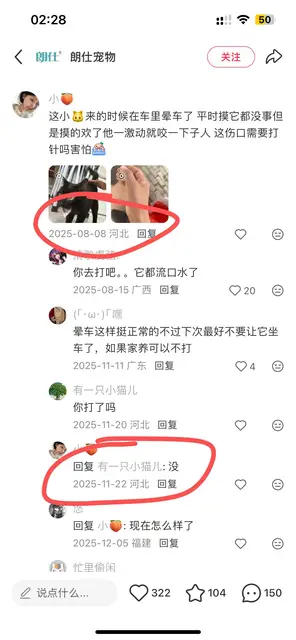 02:28
50
朗仕
朗仕宠物
关注
小🍑
这小🐱来的时候在车里晕车了 平时摸它都没事但
是摸的欢了他一激动就咬一下子人 这伤口需要打
针吗害怕😭
2025-08-08 河北 回复
你去打吧。。它都流口水了
2025-08-15 广西 回复
20
(「・ω・)「嘿
晕车这样挺正常的不过下次最好不要让它坐
车了，如果家养可以不打
2025-11-11 广东 回复
4
有一只小猫儿
你打了吗
2025-11-20 河北 回复
小🍑
回复 有一只小猫儿: 没
2025-11-22 河北 回复
悠
回复 小🍑: 现在怎么样了
2025-12-05 福建 回复
忙里偷闲
说点什么...
322
104
150